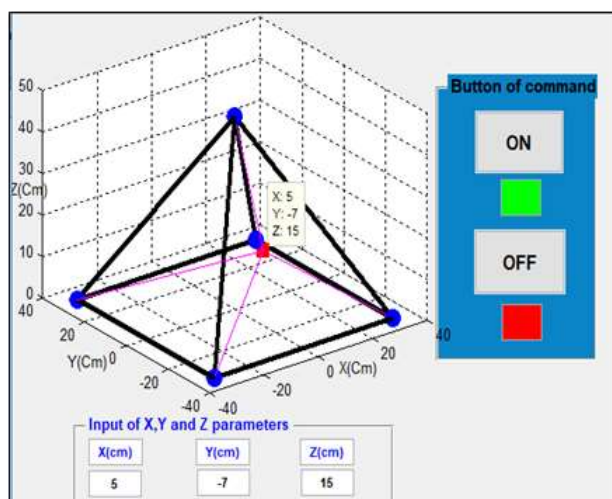 50
40
30
Z(Cm)
20
10
0
40
20
Y(Cm)
0
-20
-40
-40
-20
0
X(Cm)
20
40
X: 5
Y: -7
Z: 15
Button of command
ON
OFF
Input of X,Y and Z parameters
X(cm) Y(cm) Z(cm)
5 -7 15